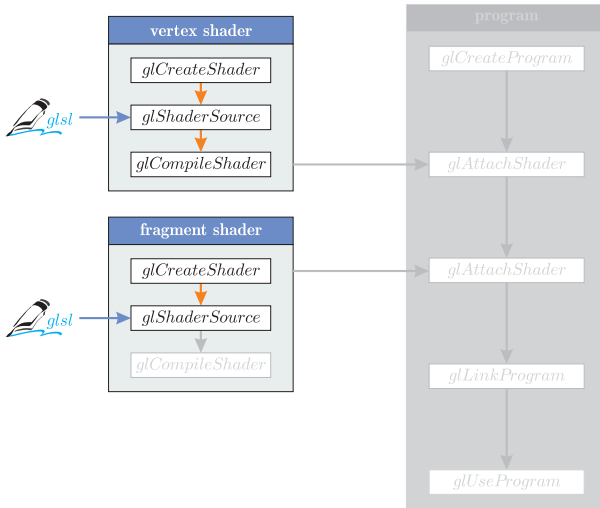 vertex shader
glCreateShader
glsl
glShaderSource
glCompileShader
fragment shader
glCreateShader
glsl
glShaderSource
glCompileShader
program
glCreateProgram
glAttachShader
glAttachShader
glLinkProgram
glUseProgram